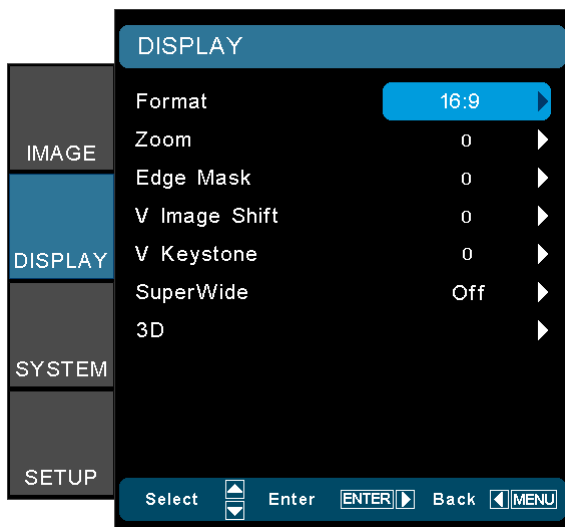 DISPLAY
IMAGE
DISPLAY
SYSTEM
SETUP
Format 16:9
Zoom 0
Edge Mask 0
V Image Shift 0
V Keystone 0
SuperWide Off
3D
Select Enter ENTER Back MENU